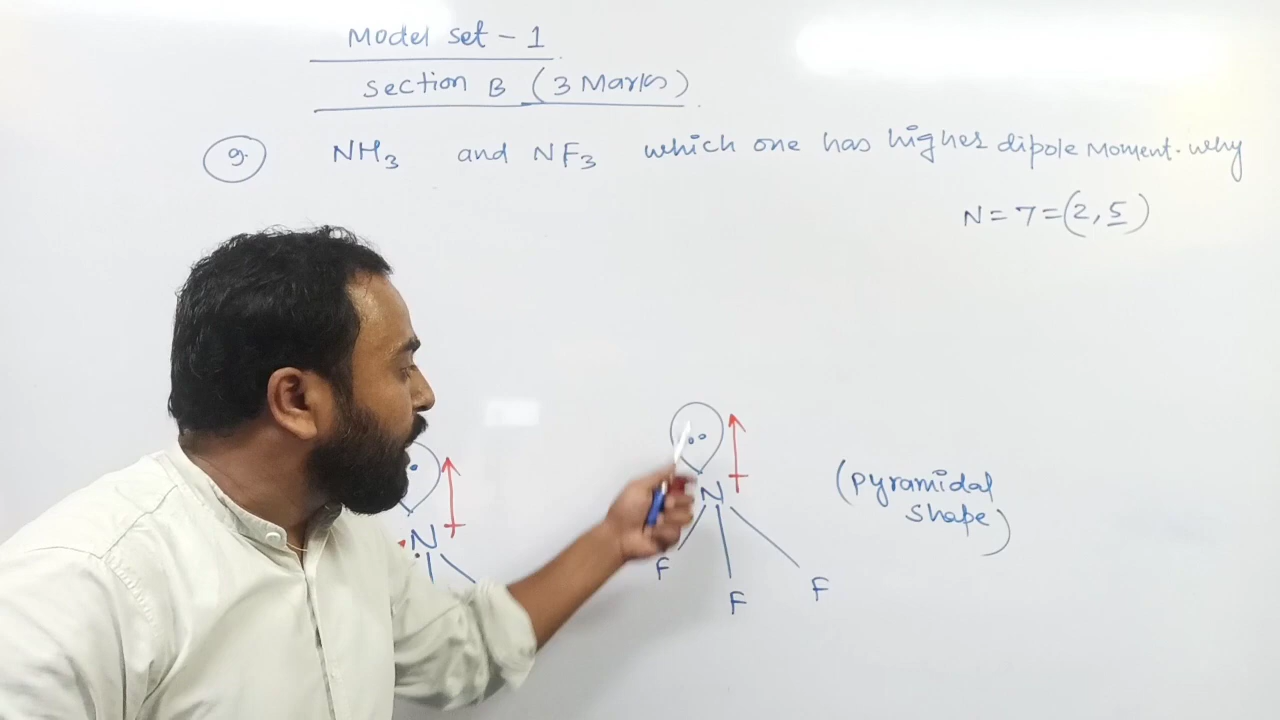 Model set - 1
Section B (3 Marks)
9. NH3 and NF3 which one has higher dipole Moment. why
N = 7 = (2, 5)
N
N
(pyramidal
shape)
F
F
F